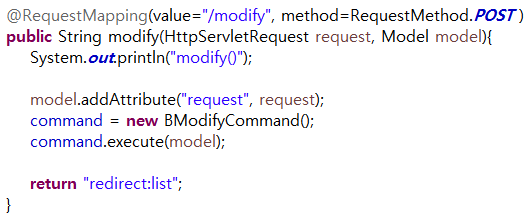 @RequestMapping(value="/modify", method=RequestMethod.POST )
public String modify(HttpServletRequest request, Model model){
System.out.println("modify()");
model.addAttribute("request", request);
command = new BModifyCommand();
command.execute(model);
return "redirect:list";
}